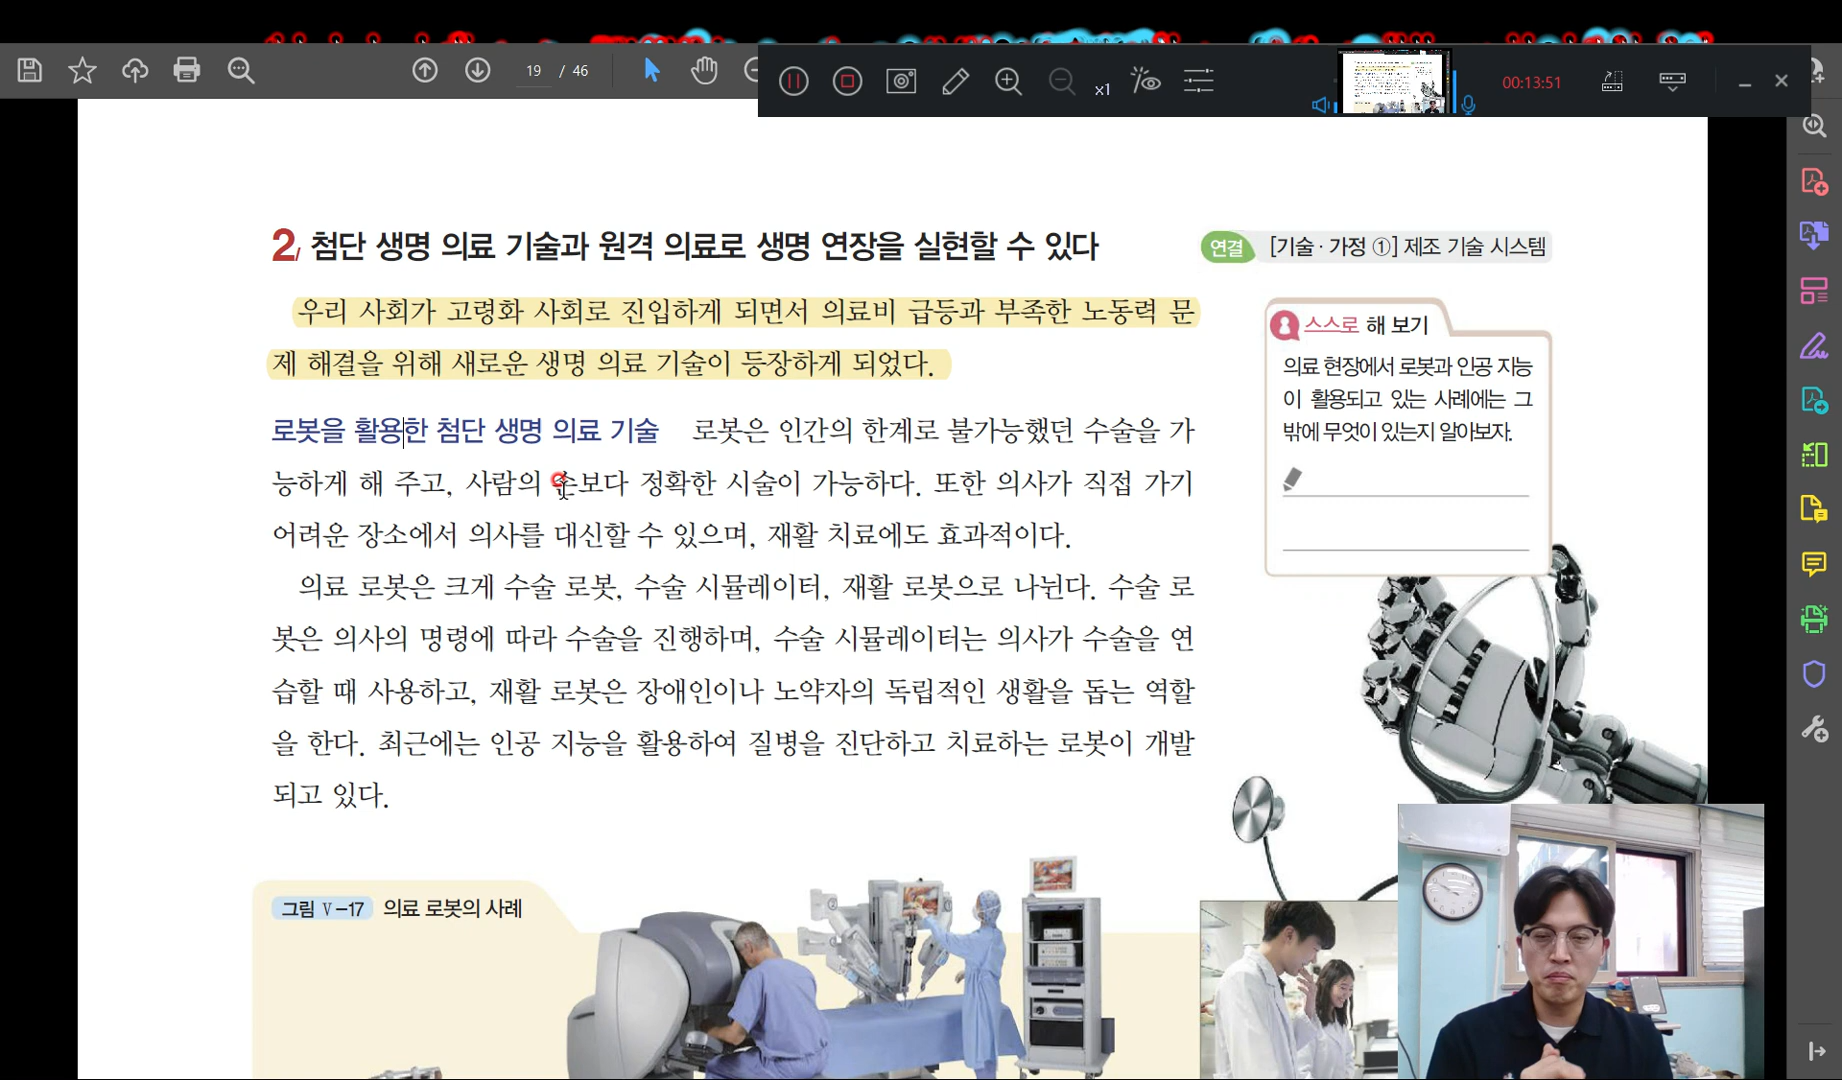 19 / 46
x1
00:13:51
2 첨단 생명 의료 기술과 원격 의료로 생명 연장을 실현할 수 있다
연결 [기술·가정 ①] 제조 기술 시스템
우리 사회가 고령화 사회로 진입하게 되면서 의료비 급등과 부족한 노동력 문
제 해결을 위해 새로운 생명 의료 기술이 등장하게 되었다.
로봇을 활용한 첨단 생명 의료 기술 로봇은 인간의 한계로 불가능했던 수술을 가
능하게 해 주고, 사람의 손보다 정확한 시술이 가능하다. 또한 의사가 직접 가기
어려운 장소에서 의사를 대신할 수 있으며, 재활 치료에도 효과적이다.
의료 로봇은 크게 수술 로봇, 수술 시뮬레이터, 재활 로봇으로 나뉜다. 수술 로
봇은 의사의 명령에 따라 수술을 진행하며, 수술 시뮬레이터는 의사가 수술을 연
습할 때 사용하고, 재활 로봇은 장애인이나 노약자의 독립적인 생활을 돕는 역할
을 한다. 최근에는 인공 지능을 활용하여 질병을 진단하고 치료하는 로봇이 개발
되고 있다.
스스로 해 보기
의료 현장에서 로봇과 인공 지능
이 활용되고 있는 사례에는 그
밖에 무엇이 있는지 알아보자.
그림 Ⅴ-17 의료 로봇의 사례